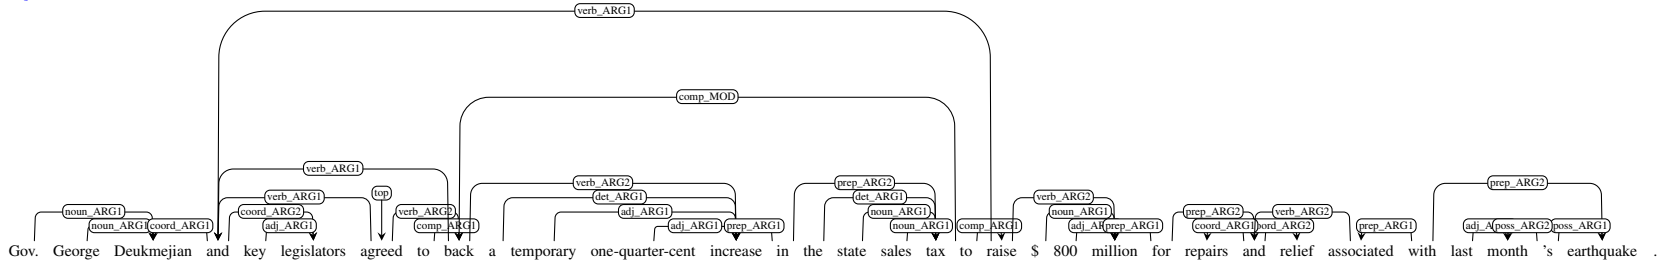 verb_ARG1
comp_MOD
verb_ARG1
verb_ARG2 prep_ARG2 prep_ARG2
verb_ARG1 top det_ARG1 det_ARG1 verb_ARG2
noun_ARG1 coord_ARG2 verb_ARG2 adj_ARG1 noun_ARG1 noun_ARG1 prep_ARG2 verb_ARG2
noun_ARG1 coord_ARG1 adj_ARG1 comp_ARG1 adj_ARG1 prep_ARG1 noun_ARG1 comp_ARG1 prep_ARG1 coord_ARG1 prep_ARG1 poss_ARG2 poss_ARG1
Gov. George Deukmejian and key legislators agreed to back a temporary one-quarter-cent increase in the state sales tax to raise $ 800 million for repairs and relief associated with last month 's earthquake .